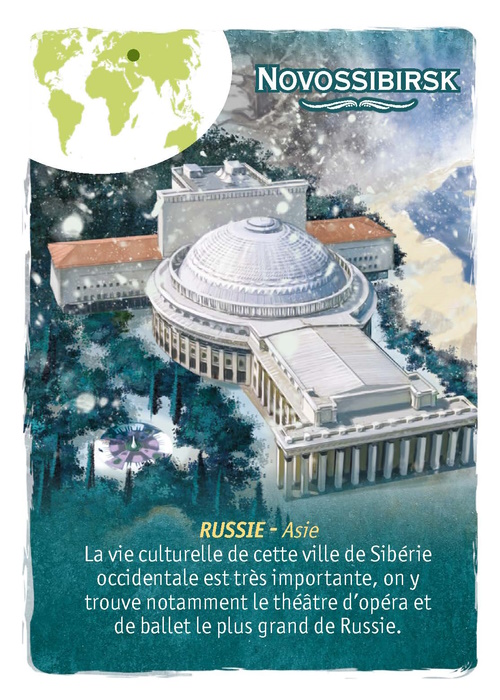 NOVOSSIBIRSK
RUSSIE - Asie
La vie culturelle de cette ville de Sibérie
occidentale est très importante, on y
trouve notamment le théâtre d'opéra et
de ballet le plus grand de Russie.